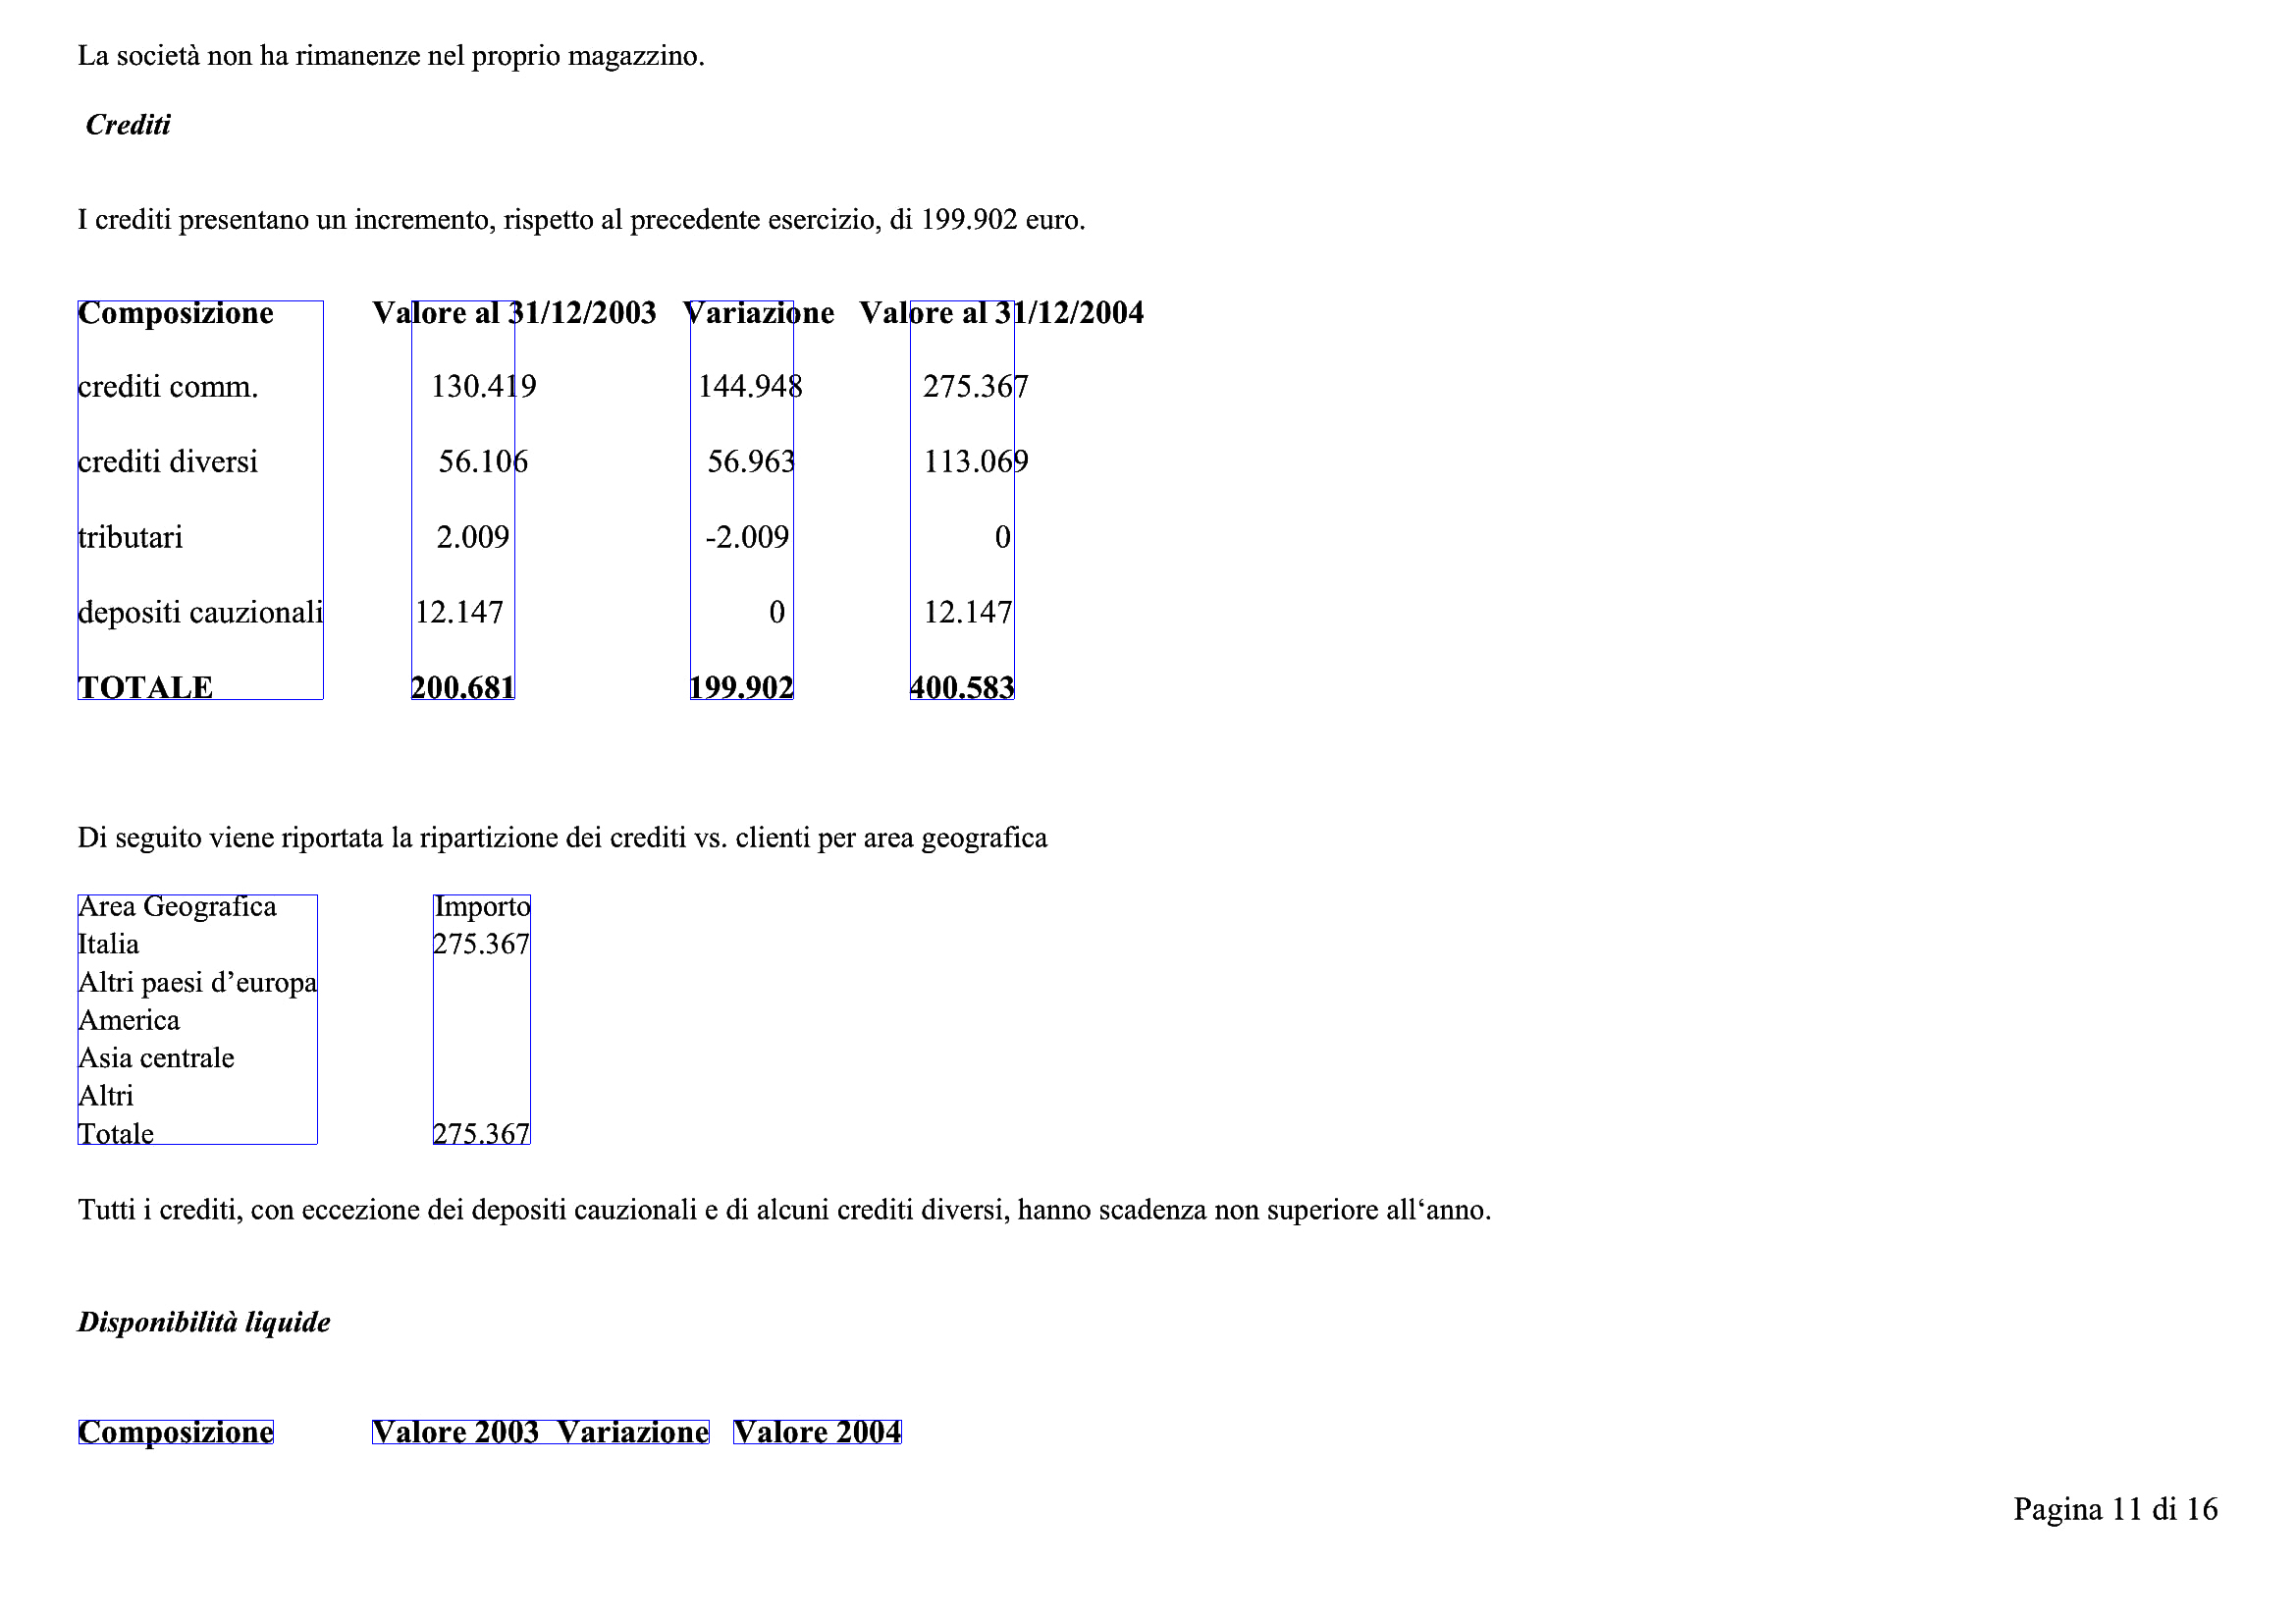 La società non ha rimanenze nel proprio magazzino.
Crediti
I crediti presentano un incremento, rispetto al precedente esercizio, di 199.902 euro.
Composizione Valore al 31/12/2003 Variazione Valore al 31/12/2004
crediti comm. 130.419 144.948 275.367
crediti diversi 56.106 56.963 113.069
tributari 2.009 -2.009 0
depositi cauzionali 12.147 0 12.147
TOTALE 200.681 199.902 400.583
Di seguito viene riportata la ripartizione dei crediti vs. clienti per area geografica
Area Geografica Importo
Italia 275.367
Altri paesi d’europa
America
Asia centrale
Altri
Totale 275.367
Tutti i crediti, con eccezione dei depositi cauzionali e di alcuni crediti diversi, hanno scadenza non superiore all‘anno.
Disponibilità liquide
Composizione Valore 2003 Variazione Valore 2004
Pagina 11 di 16